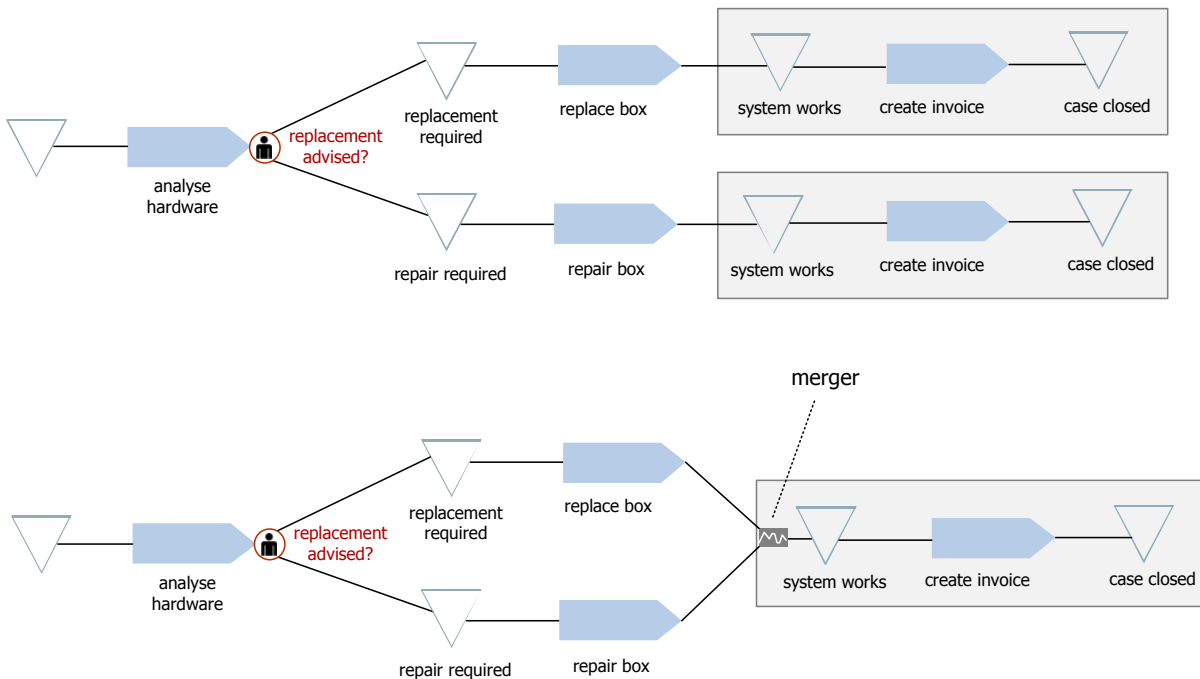 replacement
required
replace box
system works
create invoice
case closed
replacement
advised?
analyse
hardware
repair required
repair box
system works
create invoice
case closed
merger
replacement
required
replace box
replacement
advised?
analyse
hardware
system works
create invoice
case closed
repair required
repair box